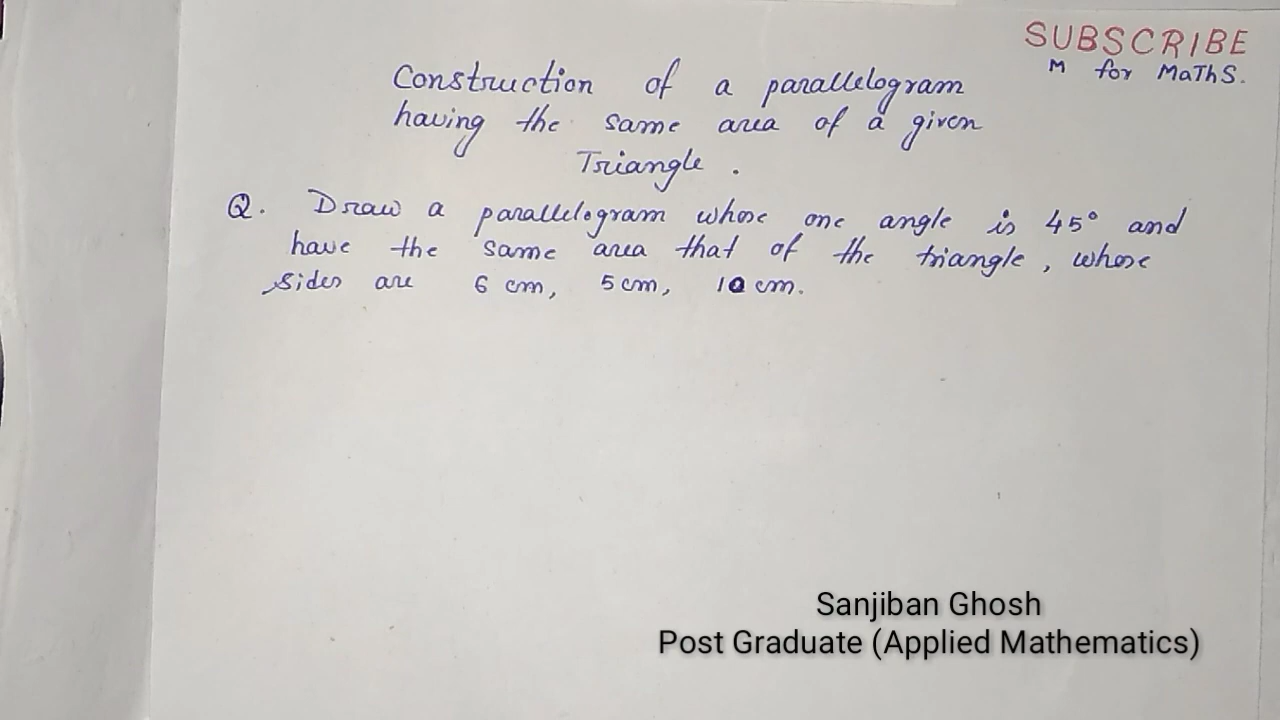 SUBSCRIBE
M for MaThS.
Construction of a parallelogram
having the same area of a given
Triangle.
Q. Draw a parallelogram whose one angle is 45° and
have the same area that of the triangle, whose
sides are 6 cm, 5 cm, 10 cm.
Sanjiban Ghosh
Post Graduate (Applied Mathematics)